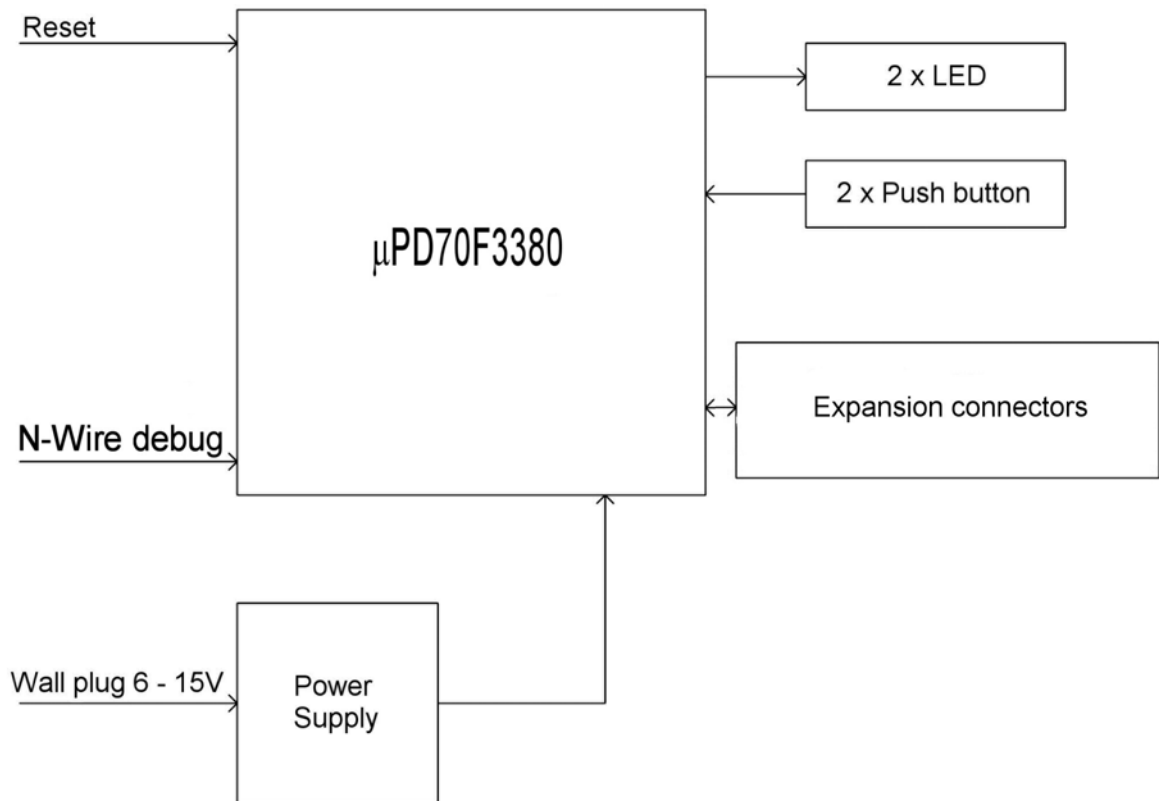 Reset
2 x LED
2 x Push button
μPD70F3380
Expansion connectors
N-Wire debug
Wall plug 6 - 15V
Power
Supply